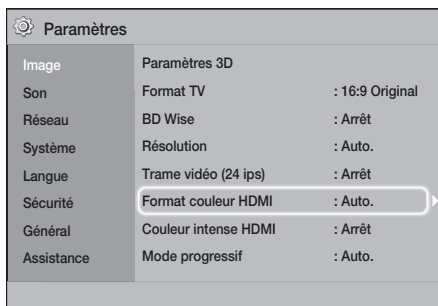 Paramètres
Image
Son
Réseau
Système
Langue
Sécurité
Général
Assistance
Paramètres 3D
Format TV : 16:9 Original
BD Wise : Arrêt
Résolution : Auto.
Trame vidéo (24 ips) : Arrêt
Format couleur HDMI : Auto.
Couleur intense HDMI : Arrêt
Mode progressif : Auto.